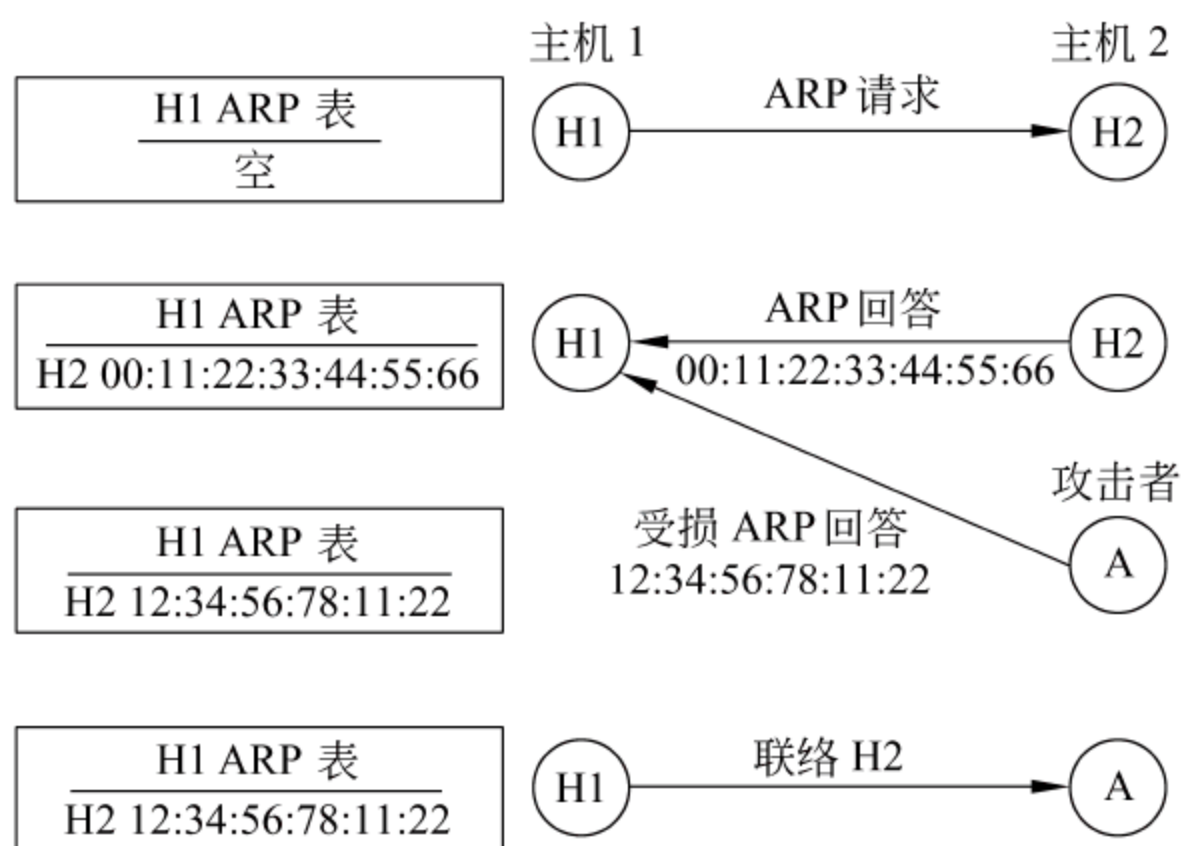 主机 1
主机 2
H1 ARP 表
空
H1
ARP 请求
H2
H1 ARP 表
H2 00:11:22:33:44:55:66
H1
ARP 回答
00:11:22:33:44:55:66
H2
攻击者
H1 ARP 表
H2 12:34:56:78:11:22
受损 ARP 回答
12:34:56:78:11:22
A
H1 ARP 表
H2 12:34:56:78:11:22
H1
联络 H2
A